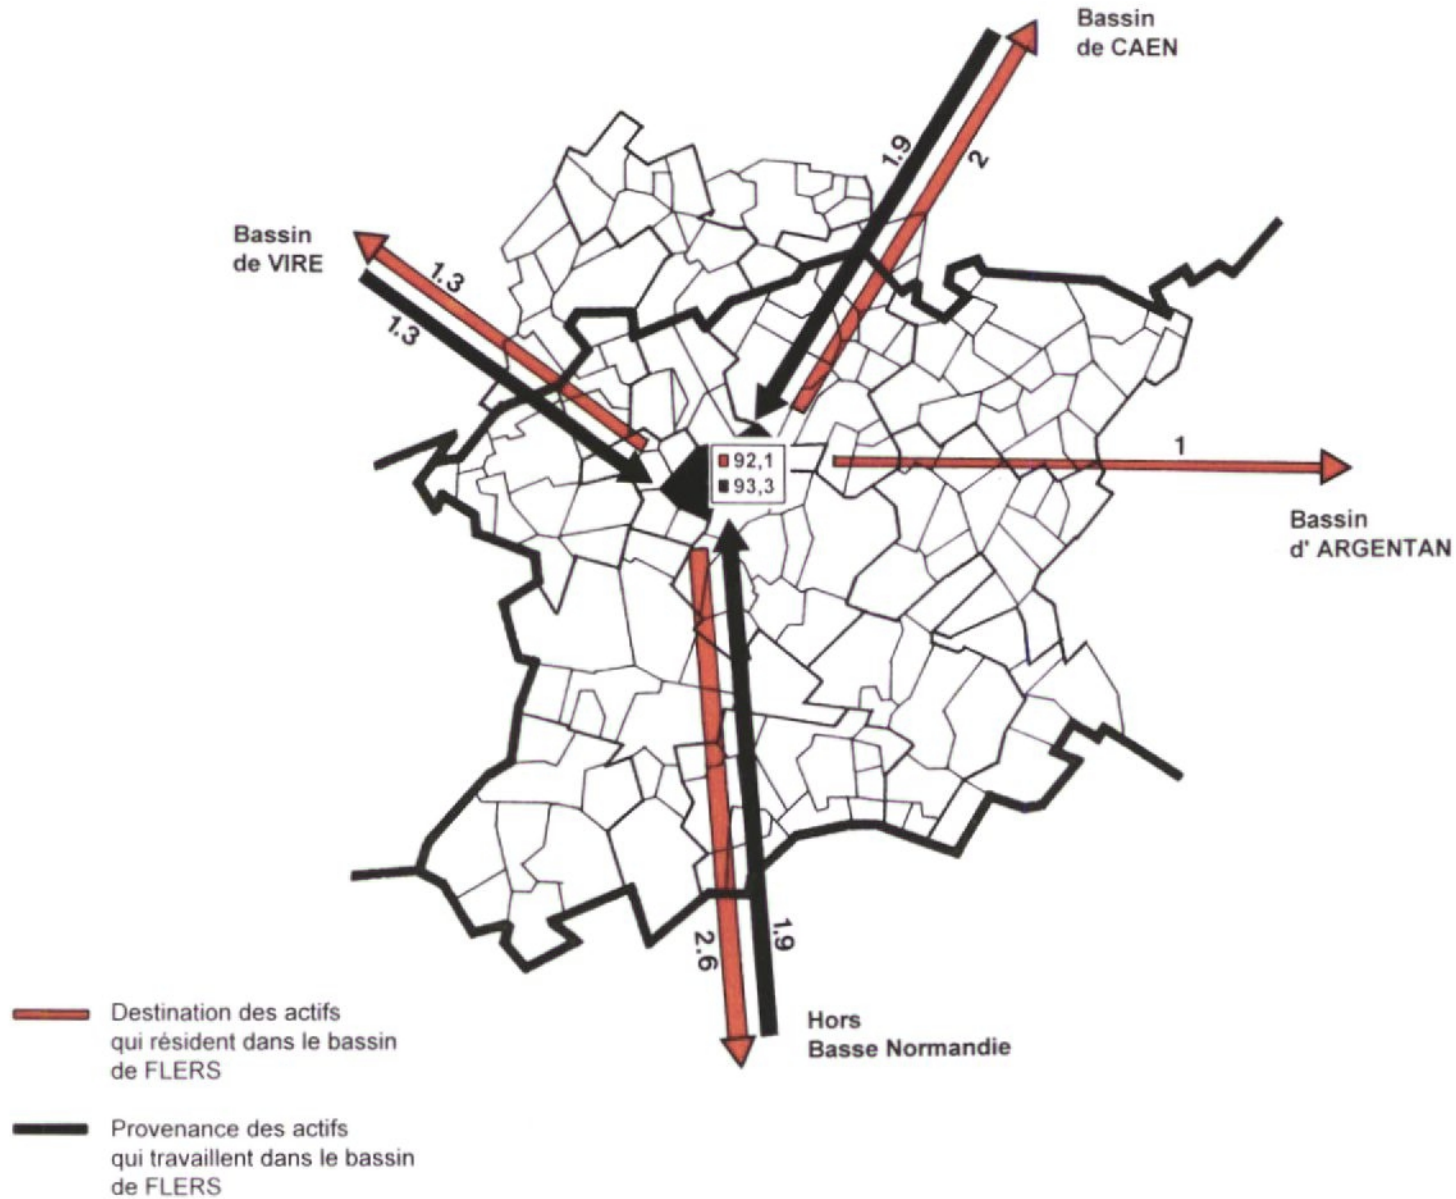 Bassin
de CAEN
1.9
2
Bassin
de VIRE
1.3
1.3
92,1
93,3
1
Bassin
d' ARGENTAN
2.6
1.9
Hors
Basse Normandie
Destination des actifs
qui résident dans le bassin
de FLERS
Provenance des actifs
qui travaillent dans le bassin
de FLERS